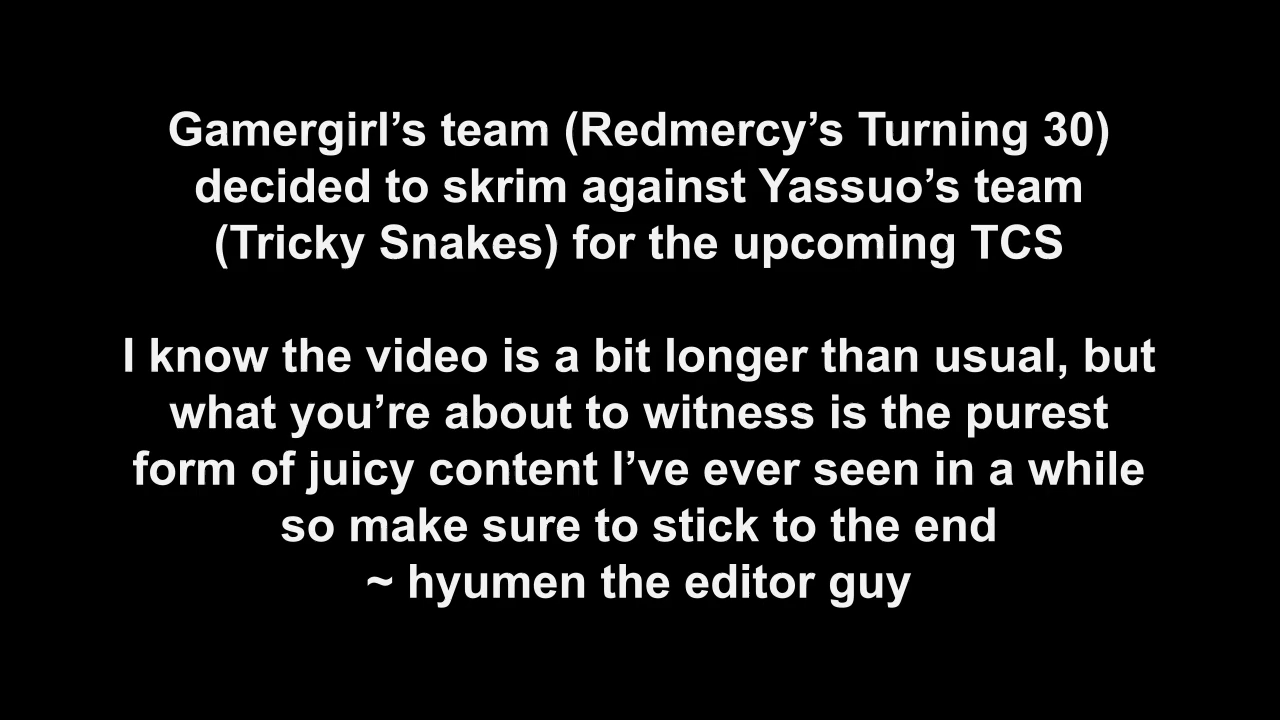 Gamergirl’s team (Redmercy’s Turning 30)
decided to skrim against Yassuo’s team
(Tricky Snakes) for the upcoming TCS
I know the video is a bit longer than usual, but
what you’re about to witness is the purest
form of juicy content I’ve ever seen in a while
so make sure to stick to the end
~ hyumen the editor guy